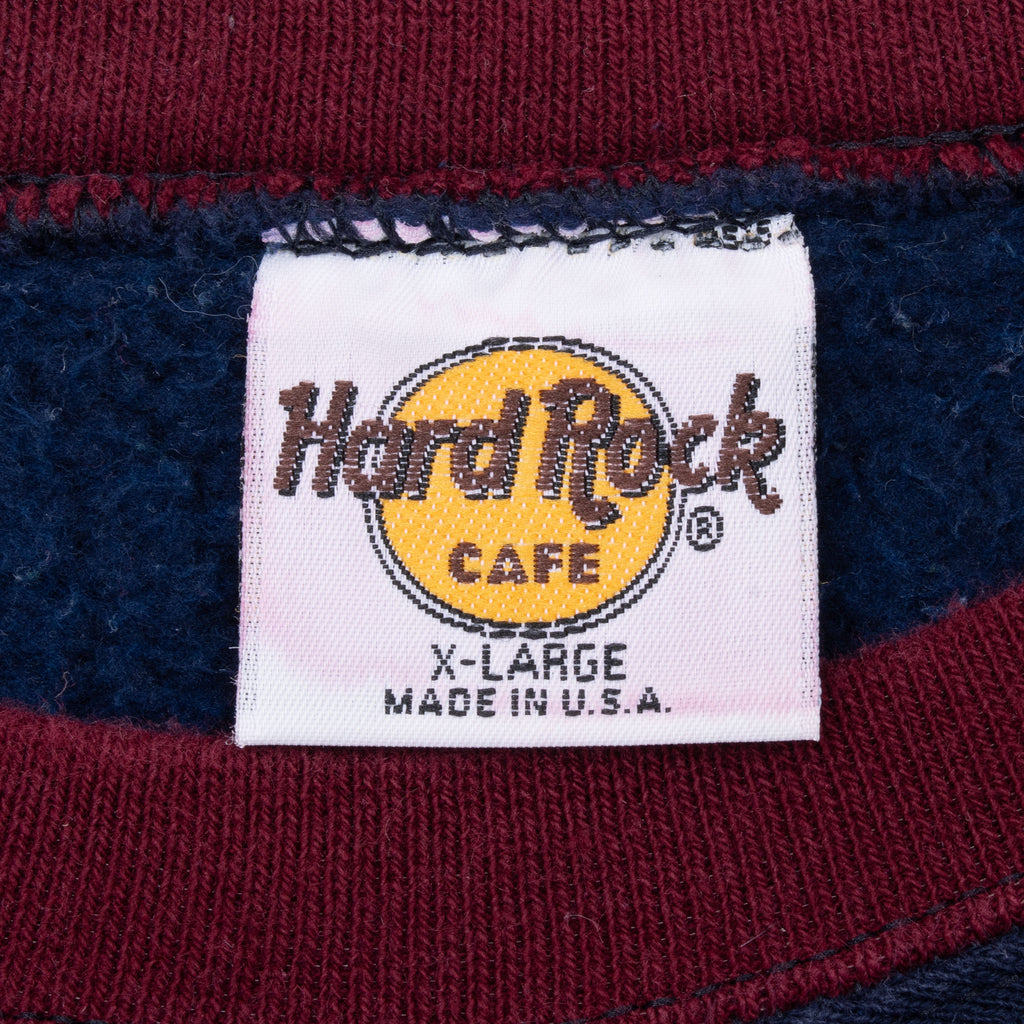 Hard Rock
CAFE
®
X-LARGE
MADE IN U.S.A.